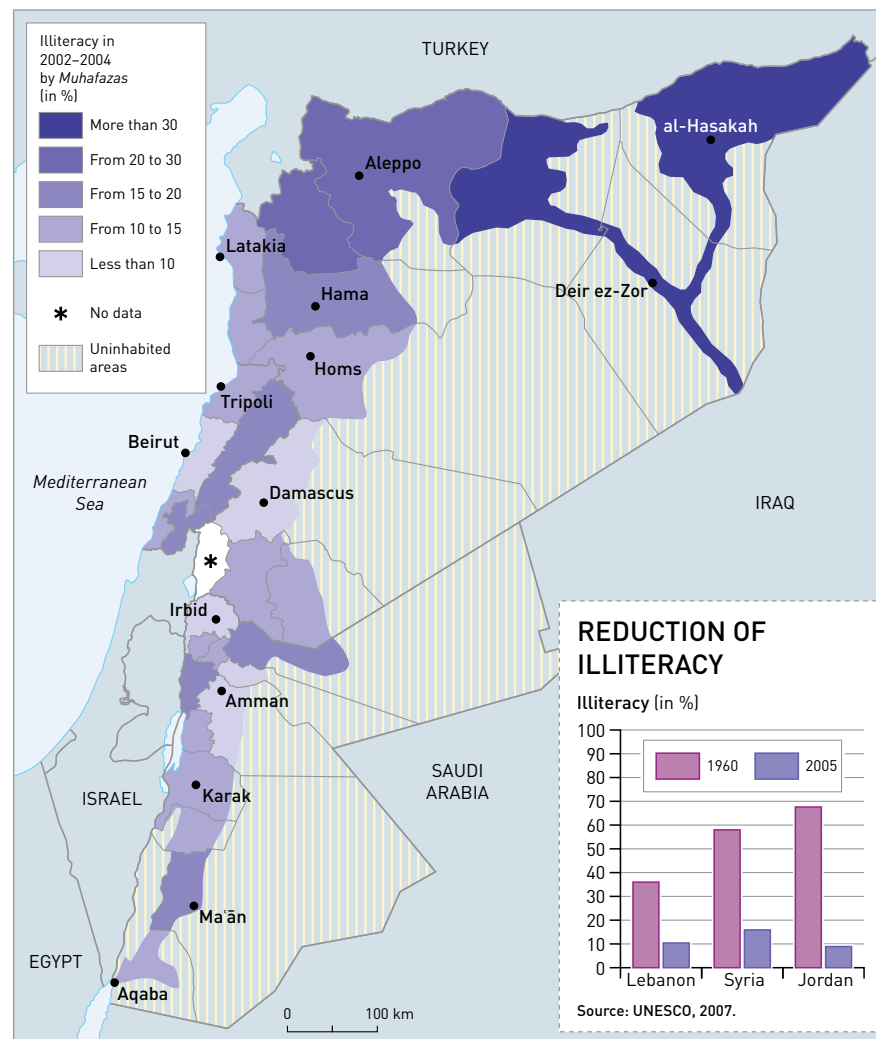 Illiteracy in
2002–2004
by Muhafazas
(in %)
More than 30
From 20 to 30
From 15 to 20
From 10 to 15
Less than 10
* No data
Uninhabited
areas
TURKEY
al-Hasakah
Aleppo
Latakia
Hama
Deir ez-Zor
Homs
Tripoli
Beirut
Mediterranean
Sea
Damascus
IRAQ
*
Irbid
Amman
SAUDI
ARABIA
ISRAEL
Karak
Maʿān
EGYPT
Aqaba
0 100 km
REDUCTION OF
ILLITERACY
Illiteracy (in %)
100
90
80
70
60
50
40
30
20
10
0
1960 2005
Lebanon Syria Jordan
Source: UNESCO, 2007.